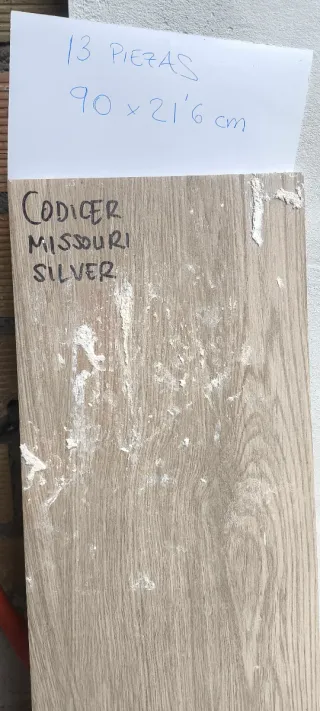 13 PIEZAS
90 x 21'6 cm
CODICER
MISSOURI
SILVER